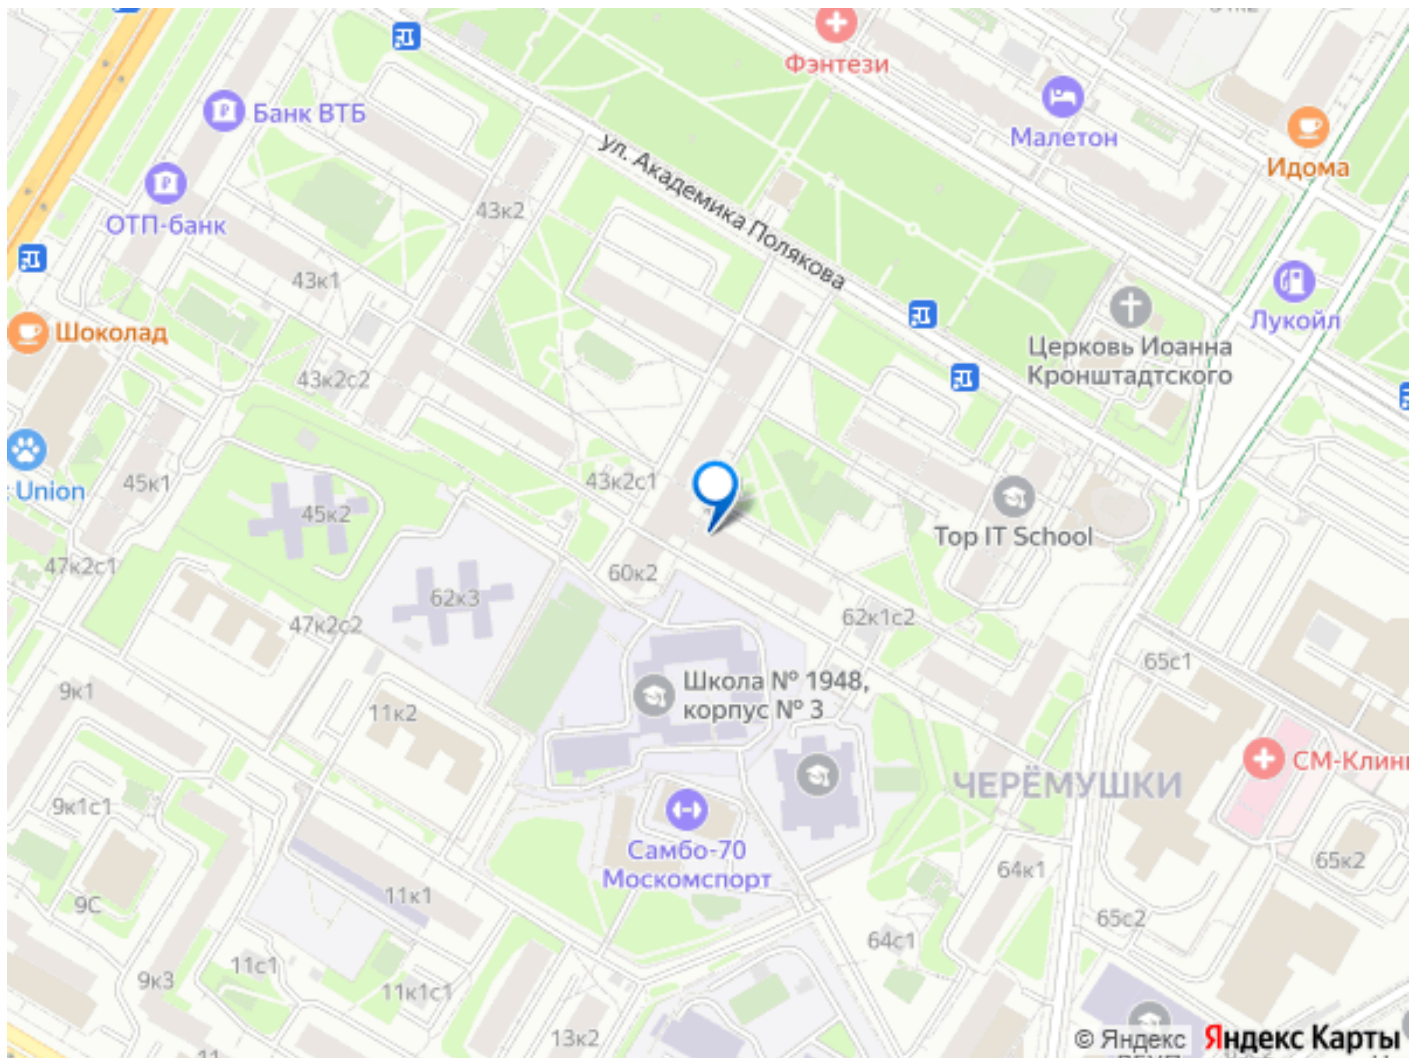 Фэнтези
Банк ВТБ
Малетон
Идома
ул. Академика Полякова
ОТП-банк
43к2
43к1
Лукойл
Шоколад
Церковь Иоанна
Кронштадтского
43к2с2
45к1
Union
43к2с1
45к2
Top IT School
47к2с1
60к2
62к3
62к1с2
47к2с2
65с1
9к1
Школа № 1948,
корпус № 3
11к2
СМ-Клини
ЧЕРЁМУШКИ
9к1с1
Самбо-70
Москомспорт
65к2
64к1
11к1
9С
65с2
64с1
11с1
9к3
11к1с1
13к2
11
© Яндекс Яндекс Карты